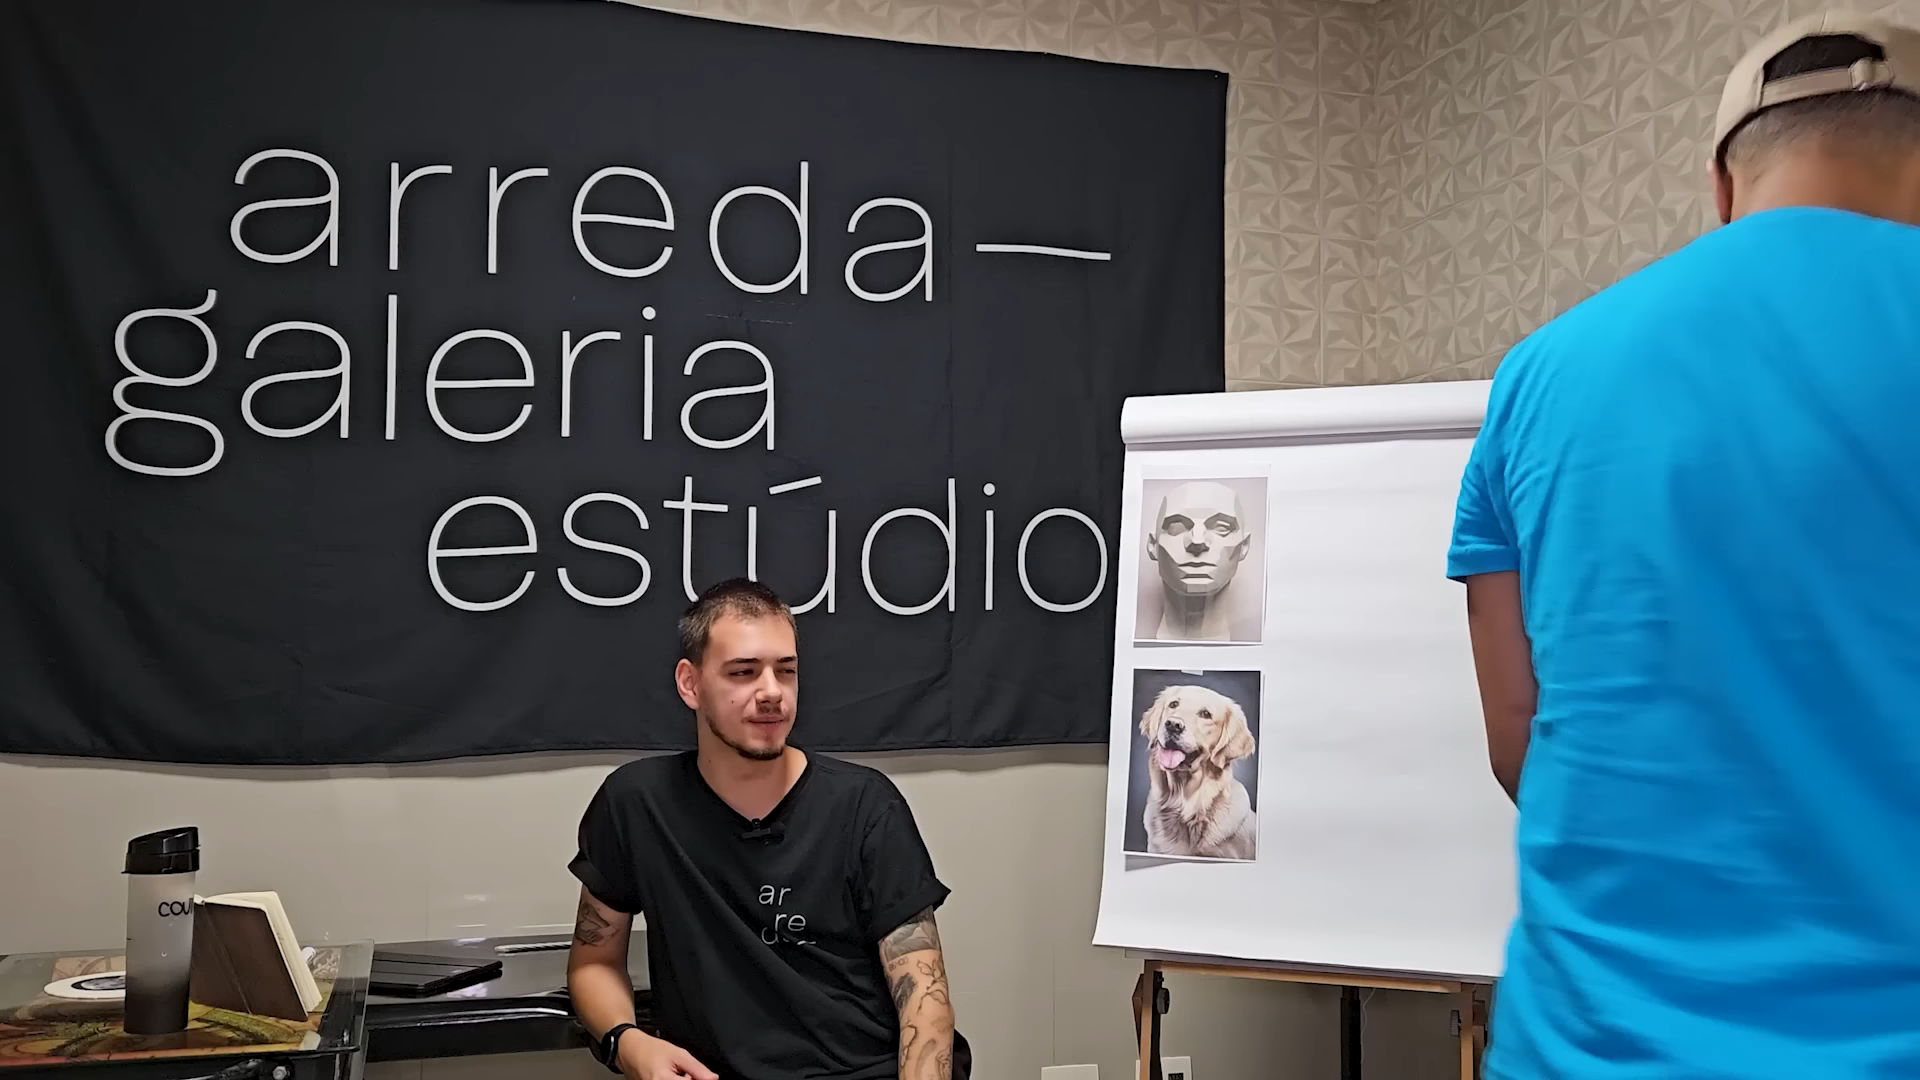 arreda—
galeria
estúdio
ar
re